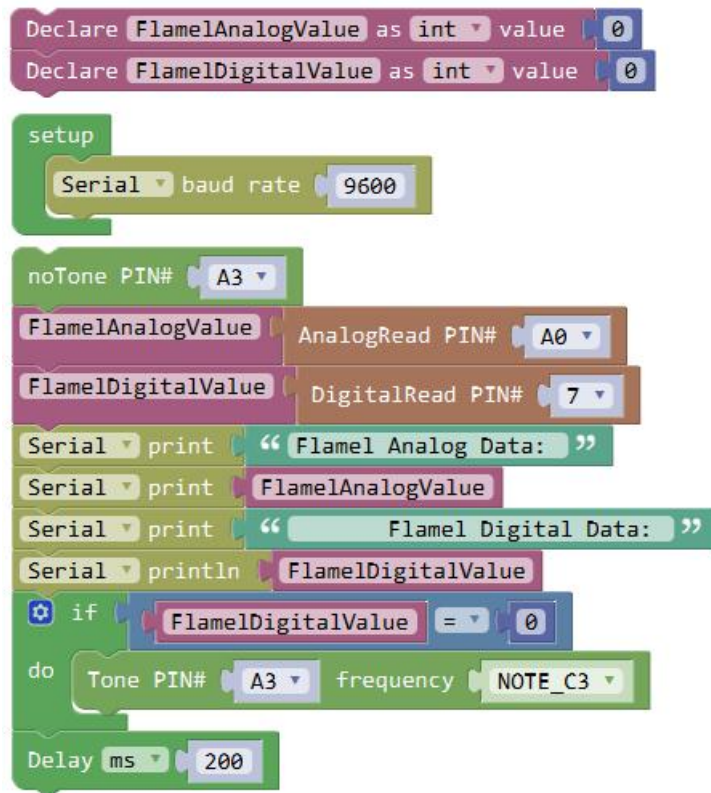 Declare FlamelAnalogValue as int value 0
Declare FlamelDigitalValue as int value 0
setup
Serial baud rate 9600
noTone PIN# A3
FlamelAnalogValue AnalogRead PIN# A0
FlamelDigitalValue DigitalRead PIN# 7
Serial print “ Flamel Analog Data: ”
Serial print FlamelAnalogValue
Serial print “ Flamel Digital Data: ”
Serial println FlamelDigitalValue
if FlamelDigitalValue = 0
do Tone PIN# A3 frequency NOTE_C3
Delay ms 200